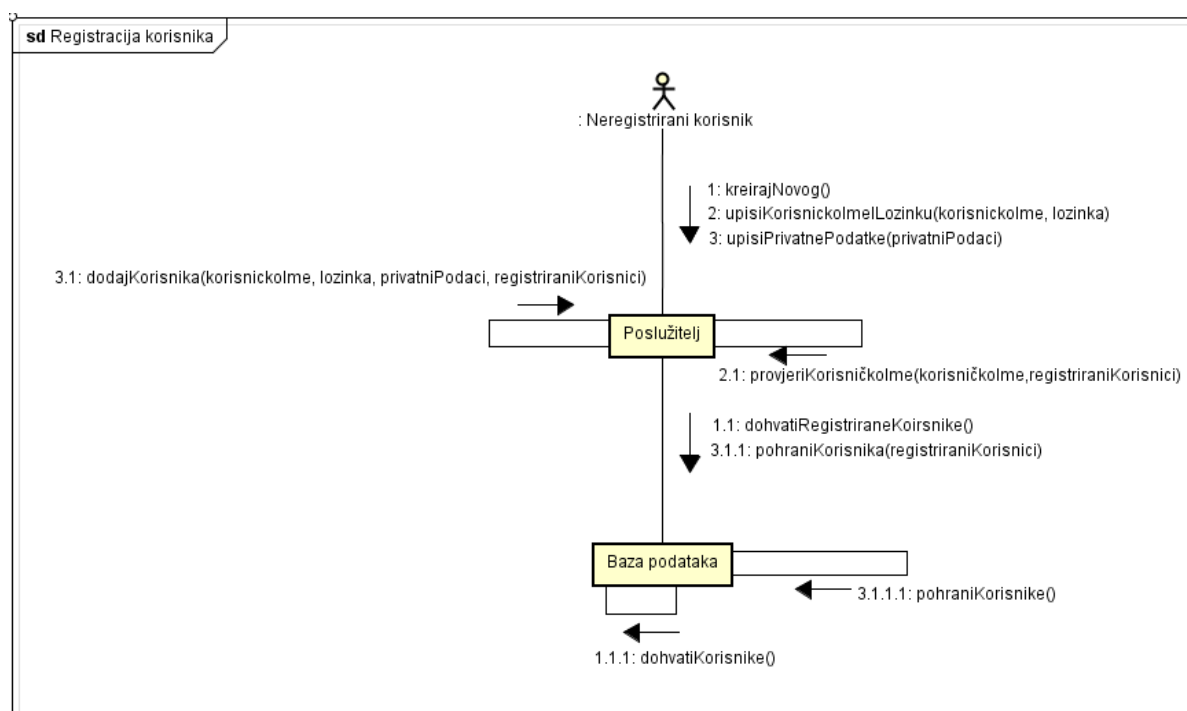 sd Registracija korisnika
: Neregistrirani korisnik
1: kreirajNovog()
2: upisiKorisnickoImeILozinku(korisnickoIme, lozinka)
3: upisiPrivatnePodatke(privatniPodaci)
3.1: dodajKorisnika(korisnickoIme, lozinka, privatniPodaci, registriraniKorisnici)
Poslužitelj
2.1: provjeriKorisničkoIme(korisničkoIme,registriraniKorisnici)
1.1: dohvatiRegistriraneKoirsnike()
3.1.1: pohraniKorisnika(registriraniKorisnici)
Baza podataka
3.1.1.1: pohraniKorisnike()
1.1.1: dohvatiKorisnike()